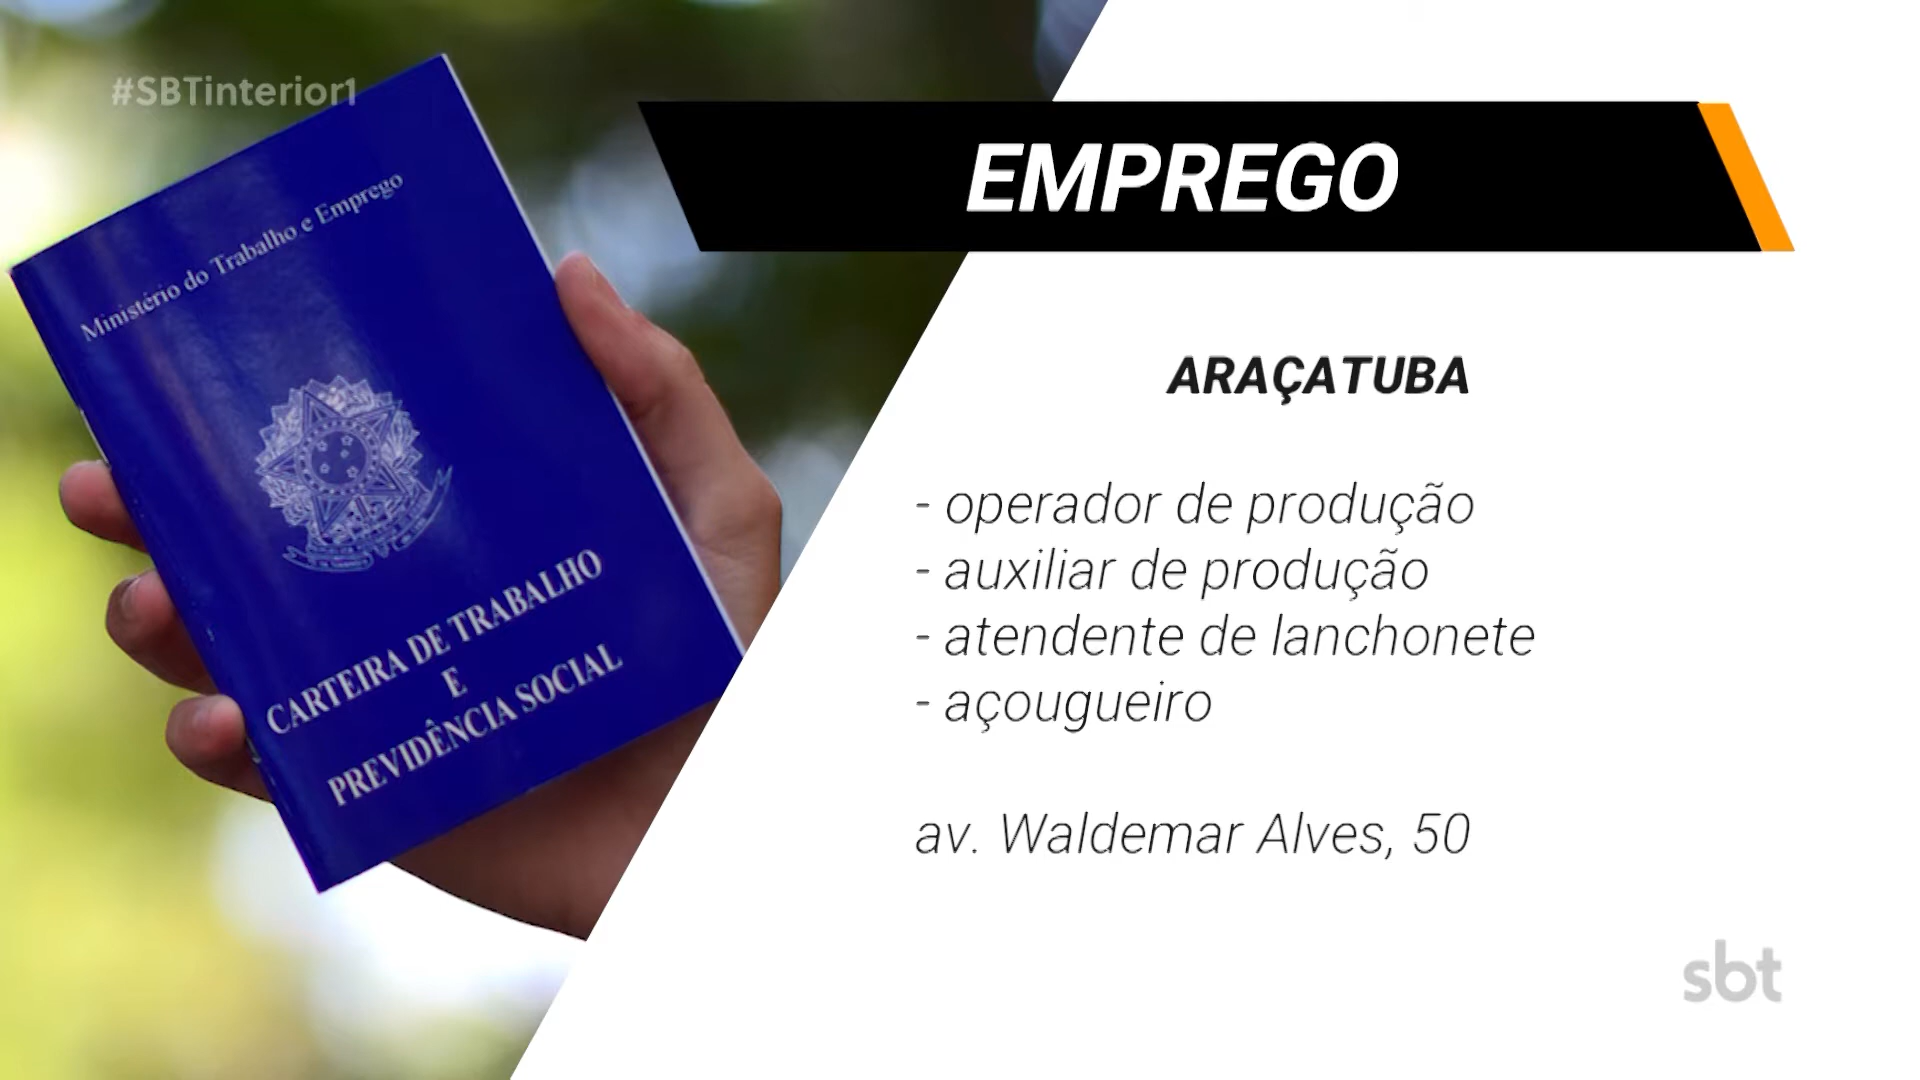 #SBTinterior1
Ministério do Trabalho e Emprego
CARTEIRA DE TRABALHO
E
PREVIDÊNCIA SOCIAL
EMPREGO
ARAÇATUBA
- operador de produção
- auxiliar de produção
- atendente de lanchonete
- açougueiro
av. Waldemar Alves, 50
sbt